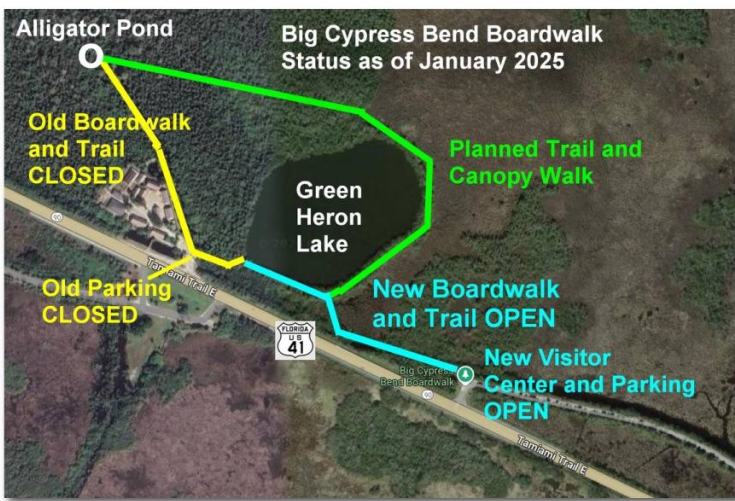 Alligator Pond
Big Cypress Bend Boardwalk
Status as of January 2025
Old Boardwalk
and Trail
CLOSED
Planned Trail and
Canopy Walk
Green
Heron
Lake
90
Tamiami Trail E
Old Parking
CLOSED
New Boardwalk
and Trail OPEN
FLORIDA
US
41
New Visitor
Center and Parking
OPEN
Big Cypress
Bend Boardwalk
90
Tamiami Trail E